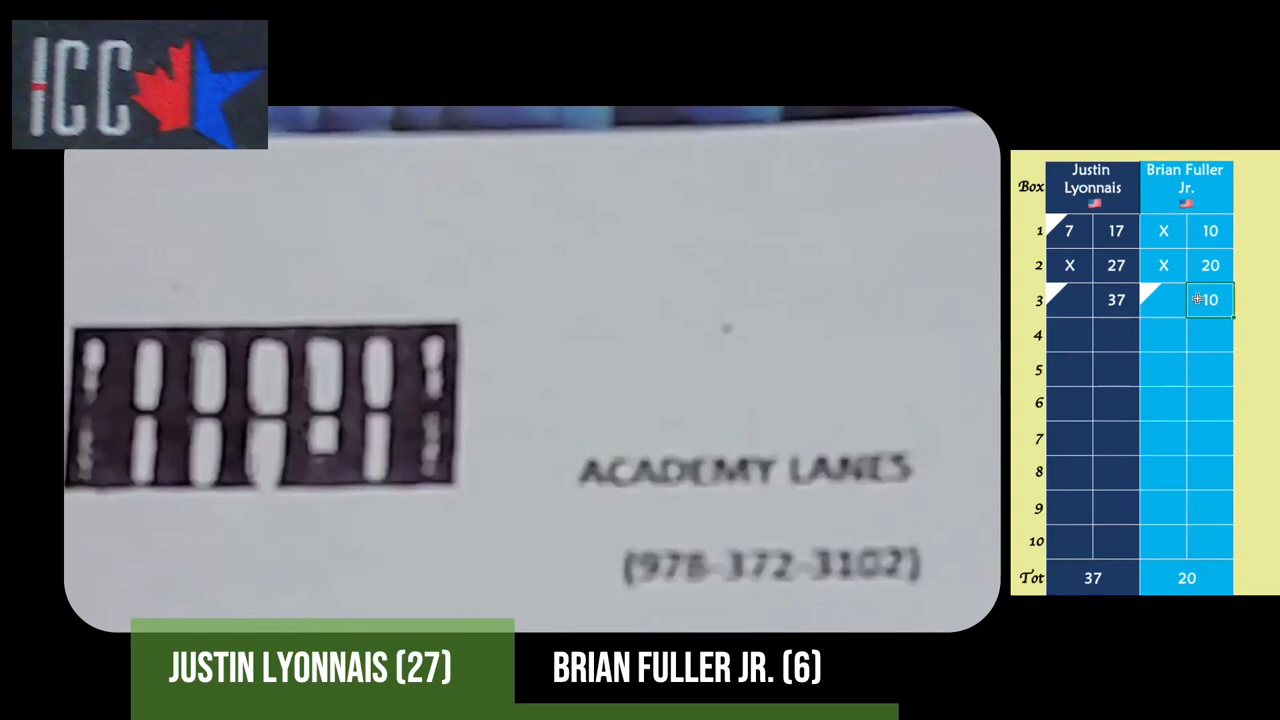 ICC
ACADEMY LANES
(978-372-3102)
Box Justin Lyonnais Brian Fuller Jr.
1 7 17 X 10
2 X 27 X 20
3 37 10
4
5
6
7
8
9
10
Tot 37 20
JUSTIN LYONNAIS (27) BRIAN FULLER JR. (6)